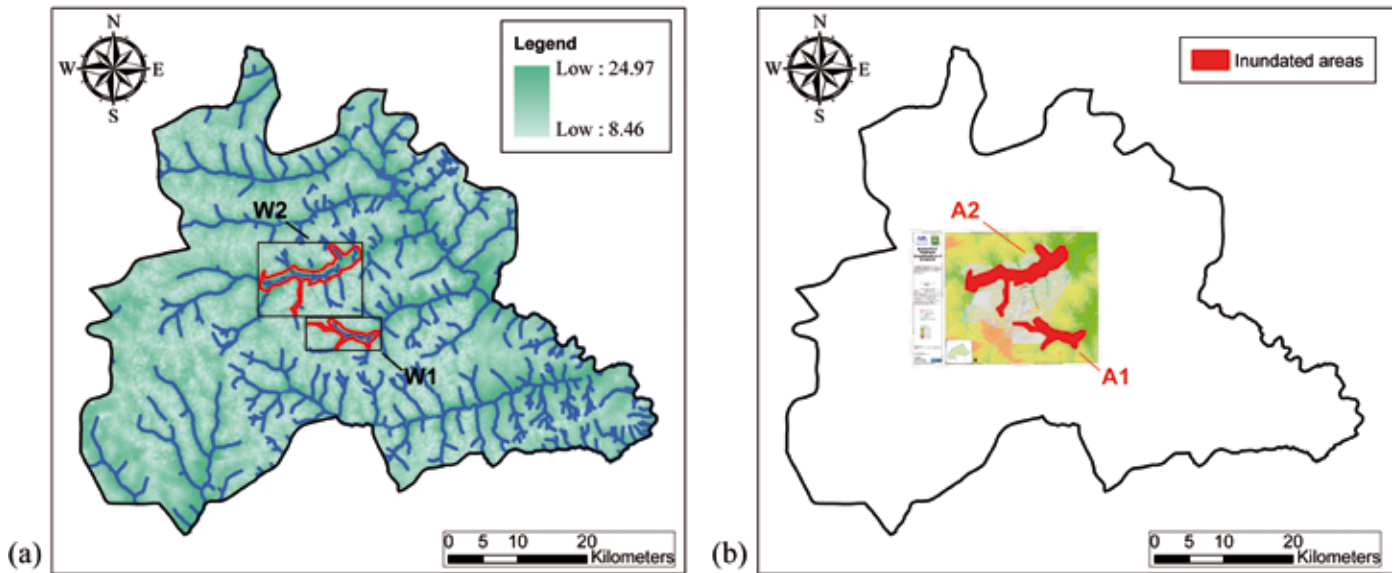 N
W E
S
Legend
Low : 24.97
Low : 8.46
W2
W1
0 5 10 20
Kilometers
(a)
N
W E
S
Inundated areas
A2
A1
0 5 10 20
Kilometers
(b)